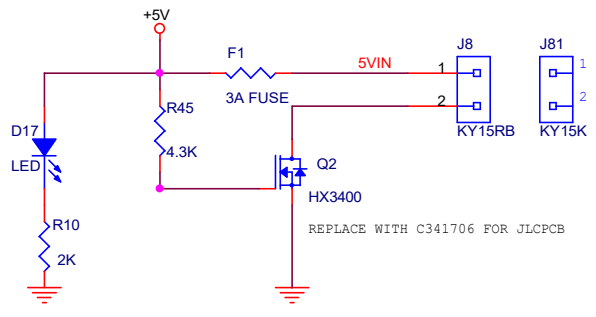 +5V
F1
3A FUSE
5VIN
J8
1
2
KY15RB
J81
1
2
KY15K
R45
4.3K
D17
LED
Q2
HX3400
R10
2K
REPLACE WITH C341706 FOR JLCPCB